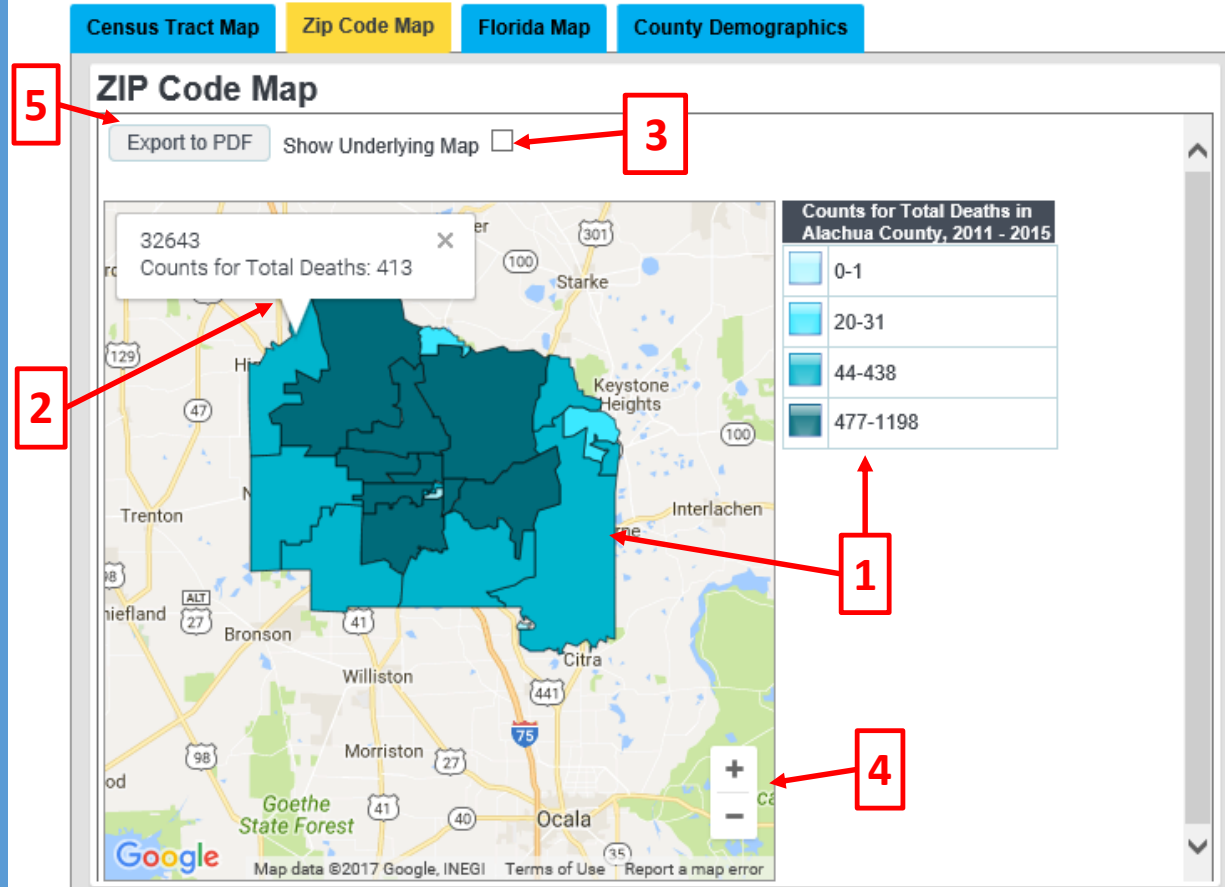 Census Tract Map
Zip Code Map
Florida Map
County Demographics
ZIP Code Map
5
Export to PDF
Show Underlying Map
3
32643
Counts for Total Deaths: 413
Counts for Total Deaths in
Alachua County, 2011 - 2015
0-1
20-31
44-438
477-1198
2
1
4
301
100
Starke
129
47
Keystone
Heights
100
Trenton
Interlachen
98
ALT
27
Bronson
41
Citra
Williston
441
75
98
Morriston
27
Goethe
State Forest
41
40
Ocala
35
+
−
Google
Map data ©2017 Google, INEGI
Terms of Use
Report a map error